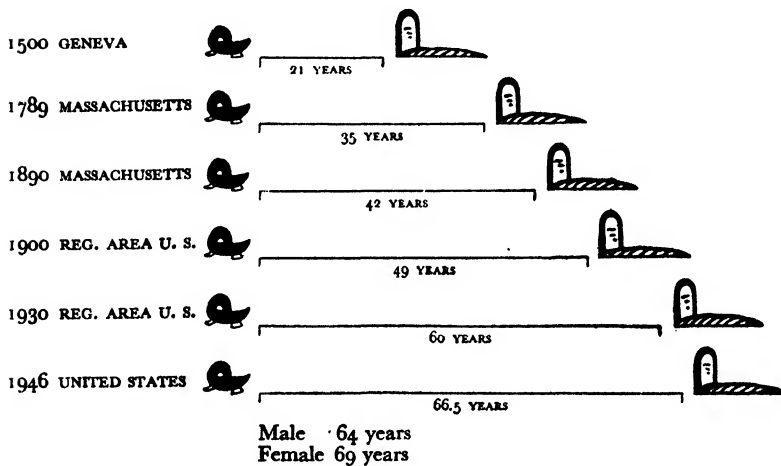 1500 GENEVA
21 YEARS
1789 MASSACHUSETTS
35 YEARS
1890 MASSACHUSETTS
42 YEARS
1900 REG. AREA U. S.
49 YEARS
1930 REG. AREA U. S.
60 YEARS
1946 UNITED STATES
66.5 YEARS
Male 64 years
Female 69 years